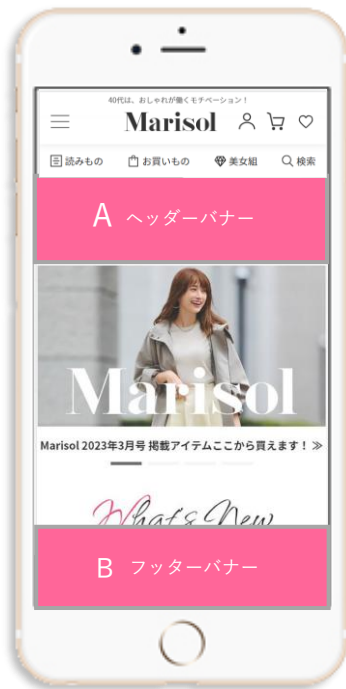 40代は、おしゃれが働くモチベーション！
Marisol
読みもの お買いもの 美女組 検索
A ヘッダーバナー
Marisol
Marisol 2023年3月号 掲載アイテムここから買えます！ ≫
What's New
B フッターバナー